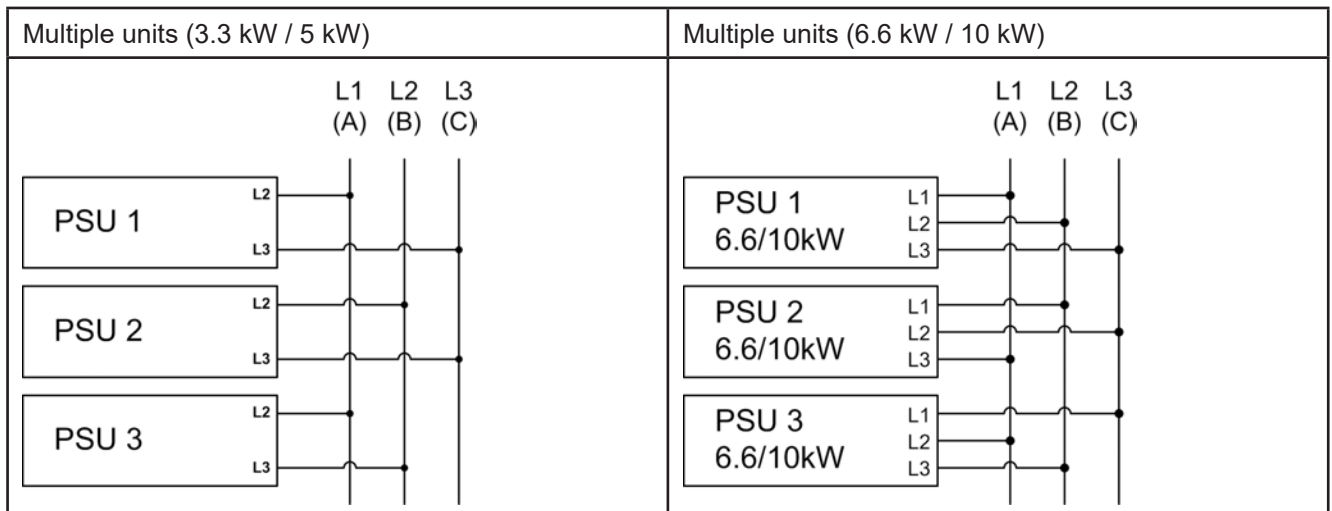 Multiple units (3.3 kW / 5 kW)
L1 L2 L3
(A) (B) (C)
PSU 1
L2
L3
PSU 2
L2
L3
PSU 3
L2
L3
Multiple units (6.6 kW / 10 kW)
L1 L2 L3
(A) (B) (C)
PSU 1
6.6/10kW
L1
L2
L3
PSU 2
6.6/10kW
L1
L2
L3
PSU 3
6.6/10kW
L1
L2
L3